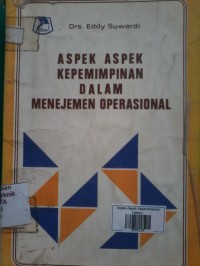 Drs. Eddy Suwardi
ASPEK ASPEK
KEPEMIMPINAN
DALAM
MENEJEMEN OPERASIONAL